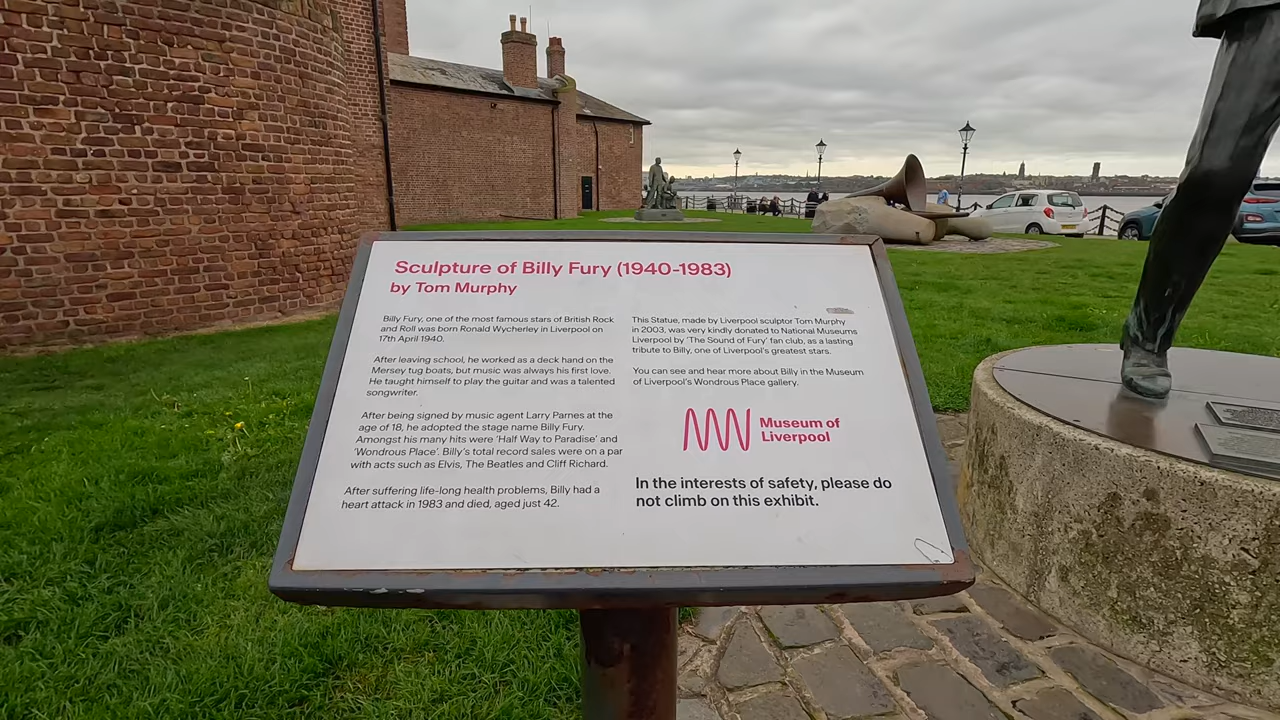 Sculpture of Billy Fury (1940-1983)
by Tom Murphy
Billy Fury, one of the most famous stars of British Rock
and Roll was born Ronald Wycherley in Liverpool on
17th April 1940.
After leaving school, he worked as a deck hand on the
Mersey tug boats, but music was always his first love.
He taught himself to play the guitar and was a talented
songwriter.
After being signed by music agent Larry Parnes at the
age of 18, he adopted the stage name Billy Fury.
Amongst his many hits were 'Half Way to Paradise' and
'Wondrous Place'. Billy's total record sales were on a par
with acts such as Elvis, The Beatles and Cliff Richard.
After suffering life-long health problems, Billy had a
heart attack in 1983 and died, aged just 42.
This Statue, made by Liverpool sculptor Tom Murphy
in 2003, was very kindly donated to National Museums
Liverpool by 'The Sound of Fury' fan club, as a lasting
tribute to Billy, one of Liverpool's greatest stars.
You can see and hear more about Billy in the Museum
of Liverpool's Wondrous Place gallery.
Museum of
Liverpool
In the interests of safety, please do
not climb on this exhibit.